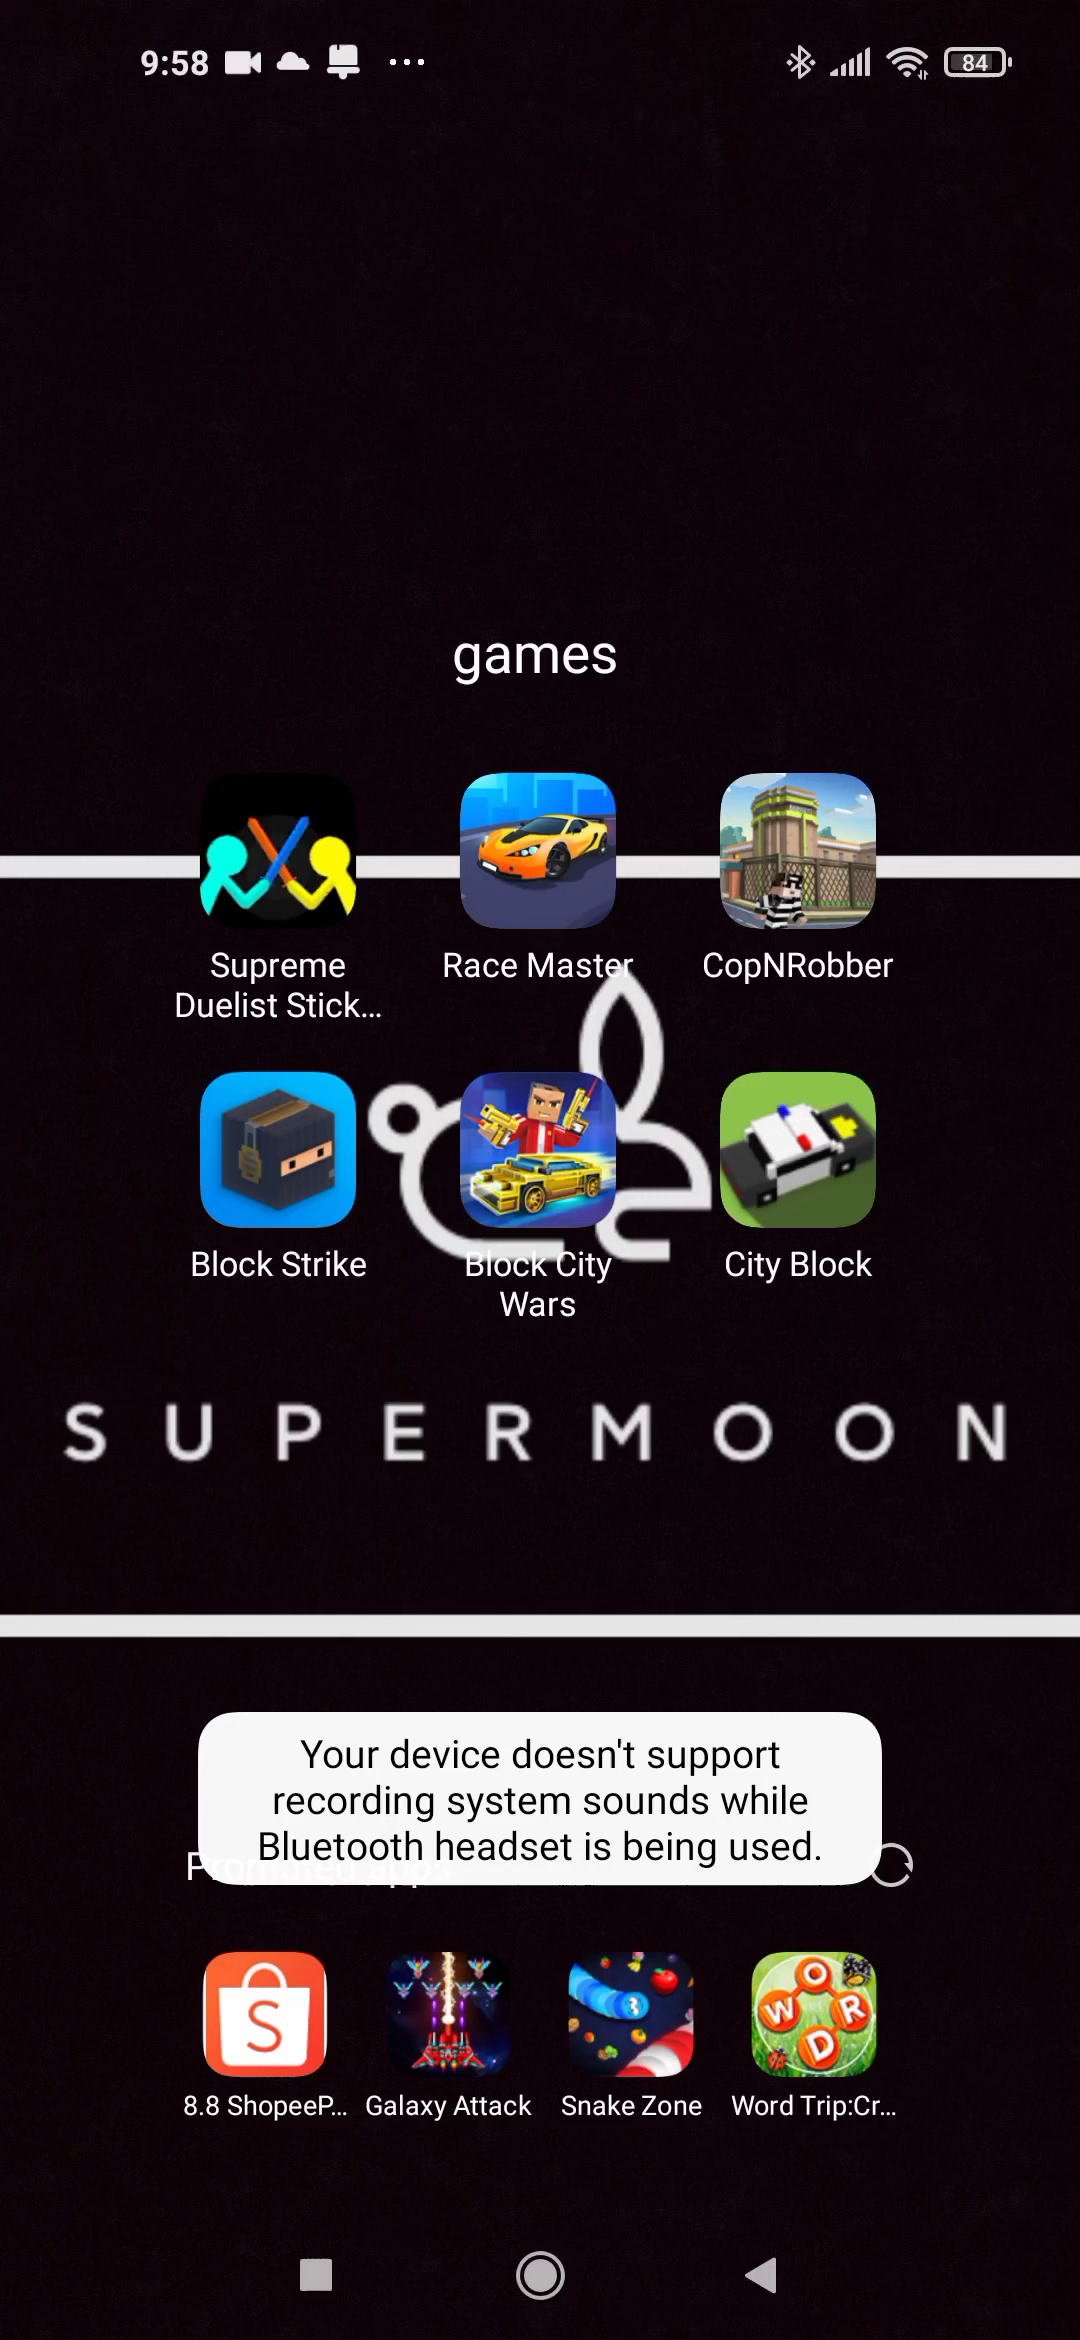 9:58
84
games
Supreme
Duelist Stick...
Race Master
CopNRobber
Block Strike
Block City
Wars
City Block
S U P E R M O O N
Your device doesn't support
recording system sounds while
Bluetooth headset is being used.
Promoted apps
S
W O R D
8.8 ShopeeP...
Galaxy Attack
Snake Zone
Word Trip:Cr...